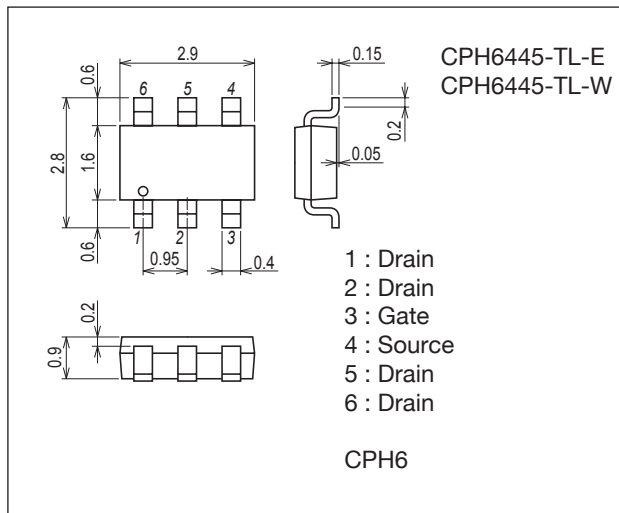 2.9
0.15
CPH6445-TL-E
CPH6445-TL-W
0.6
6
5
4
0.2
2.8
1.6
0.05
0.6
1
2
3
0.95
0.4
1 : Drain
2 : Drain
3 : Gate
4 : Source
5 : Drain
6 : Drain
0.2
0.9
CPH6